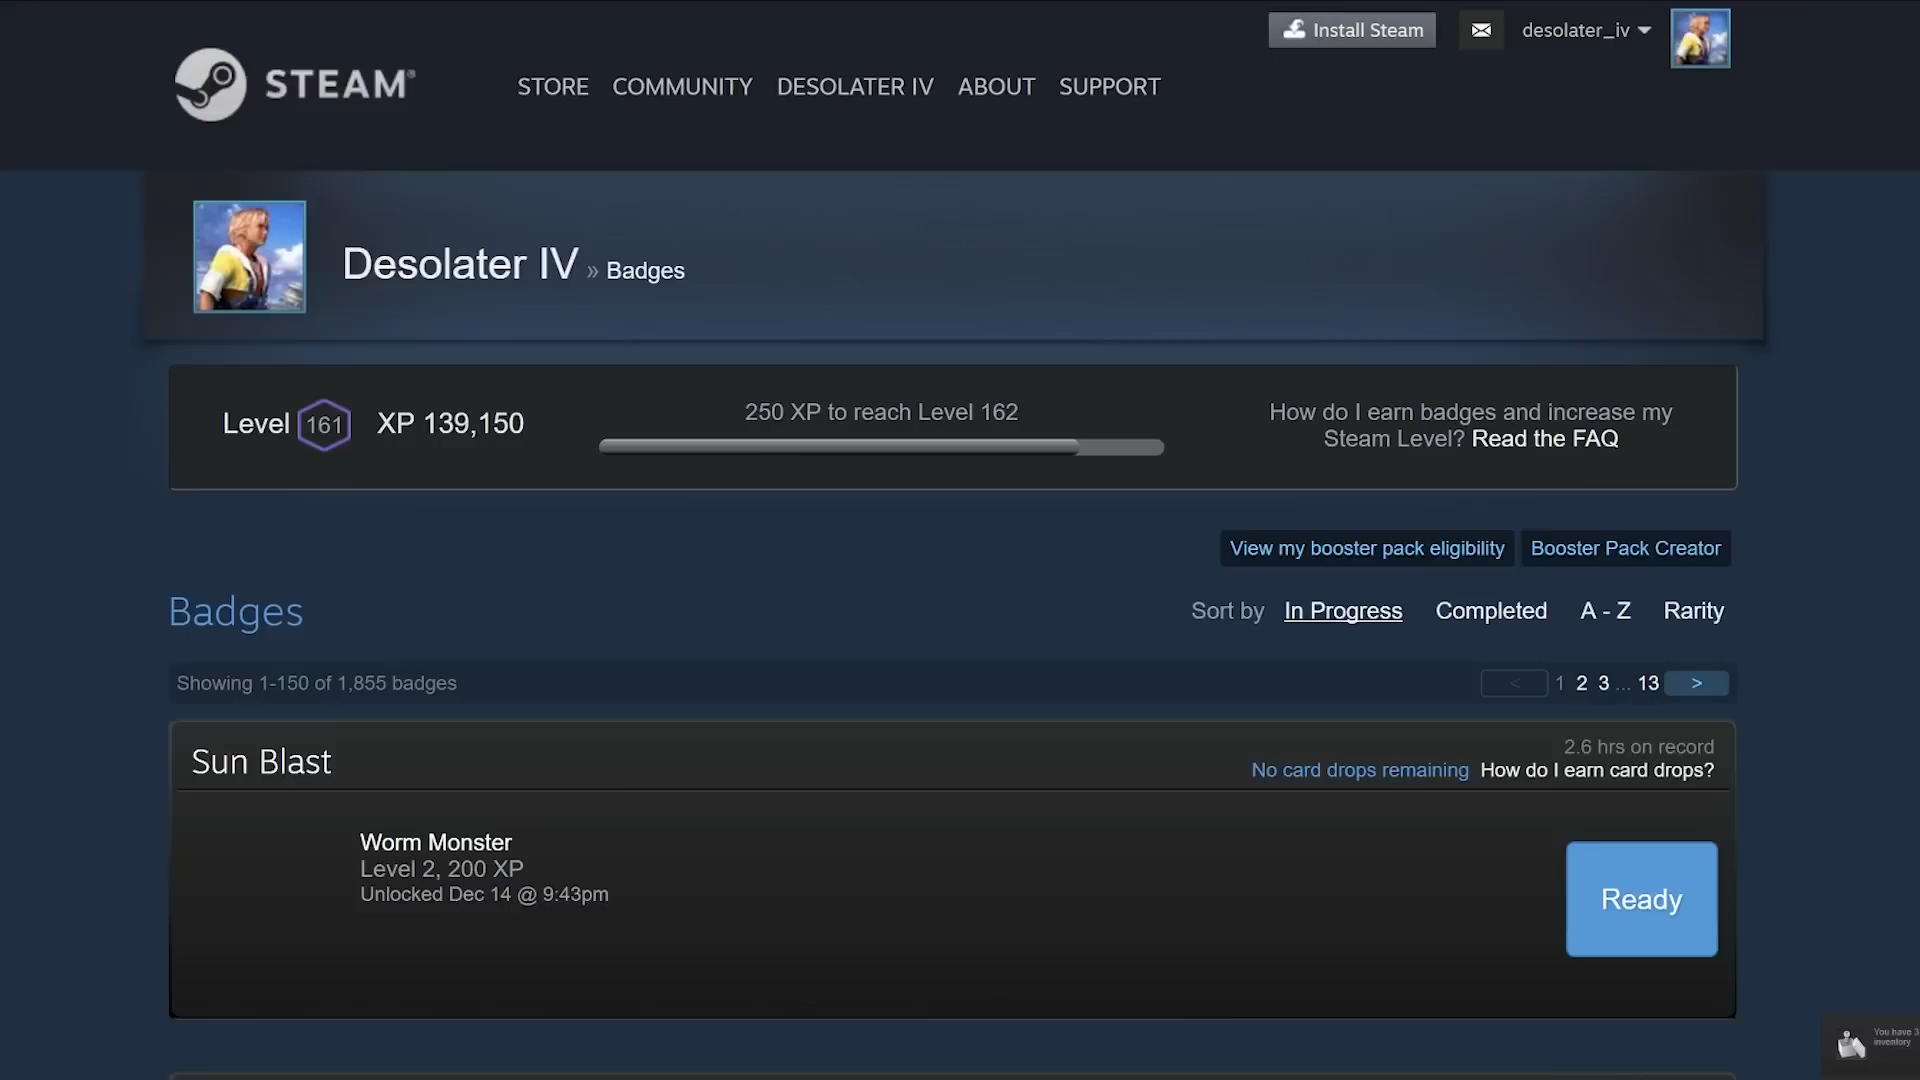 Install Steam
desolater_iv
STEAM®
STORE COMMUNITY DESOLATER IV ABOUT SUPPORT
Desolater IV » Badges
Level 161 XP 139,150
250 XP to reach Level 162
How do I earn badges and increase my
Steam Level? Read the FAQ
View my booster pack eligibility Booster Pack Creator
Badges
Sort by In Progress Completed A - Z Rarity
Showing 1-150 of 1,855 badges
< 1 2 3 ... 13 >
Sun Blast
2.6 hrs on record
No card drops remaining How do I earn card drops?
Worm Monster
Level 2, 200 XP
Unlocked Dec 14 @ 9:43pm
Ready
You have 3
inventory